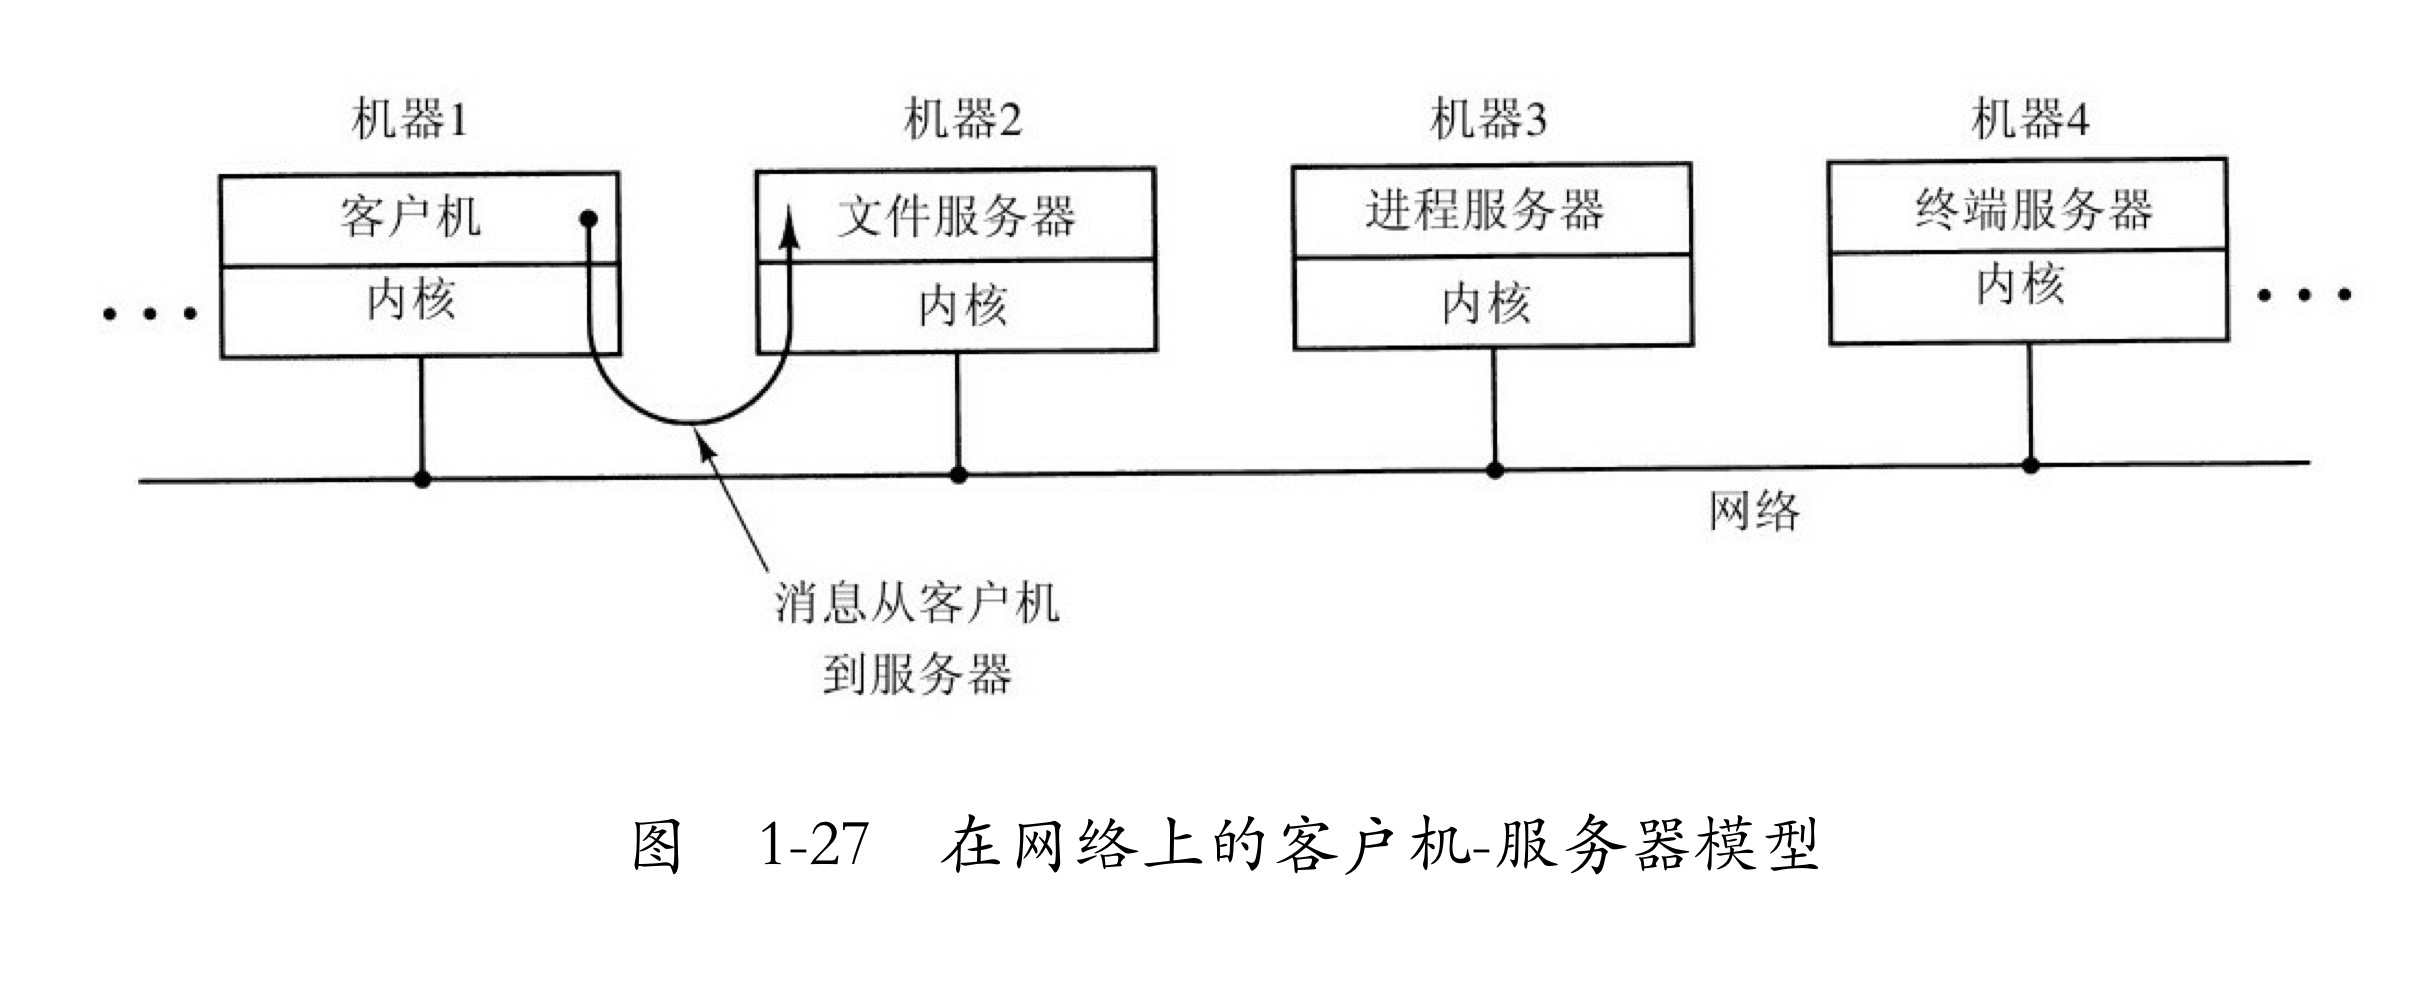 机器1 机器2 机器3 机器4
客户机 文件服务器 进程服务器 终端服务器
内核 内核 内核 内核
网络
消息从客户机
到服务器
图 1-27 在网络上的客户机-服务器模型